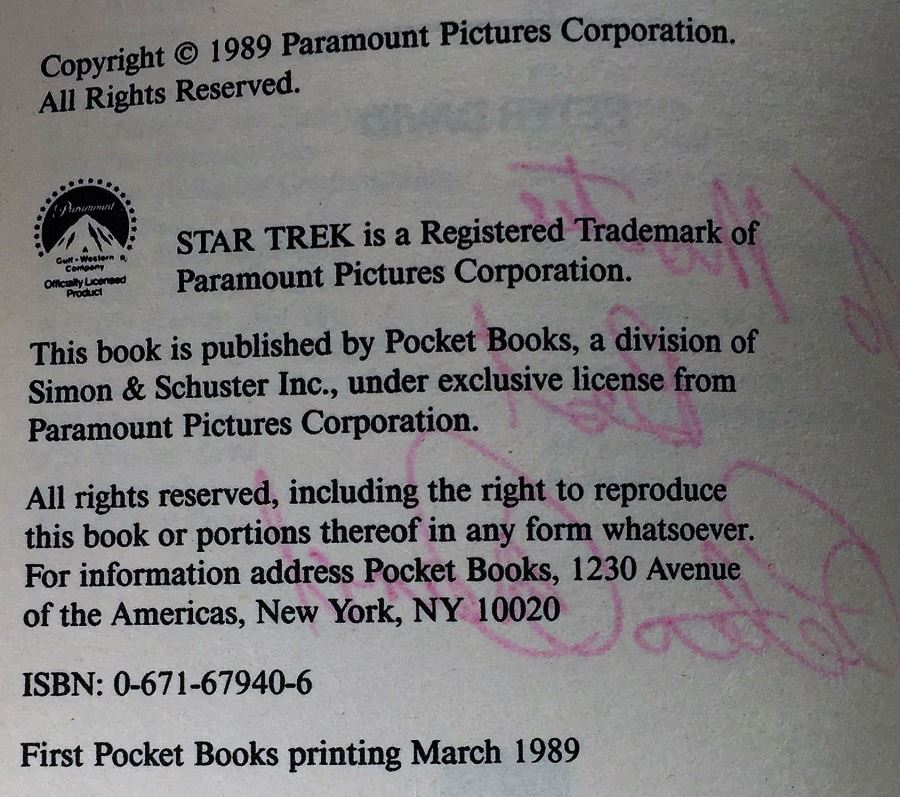 Copyright © 1989 Paramount Pictures Corporation.
All Rights Reserved.
PETER DAVID
Paramount
A
Gulf + Western
Company
Officially Licensed
Product
STAR TREK is a Registered Trademark of
Paramount Pictures Corporation.
This book is published by Pocket Books, a division of
Simon & Schuster Inc., under exclusive license from
Paramount Pictures Corporation.
All rights reserved, including the right to reproduce
this book or portions thereof in any form whatsoever.
For information address Pocket Books, 1230 Avenue
of the Americas, New York, NY 10020
ISBN: 0-671-67940-6
First Pocket Books printing March 1989